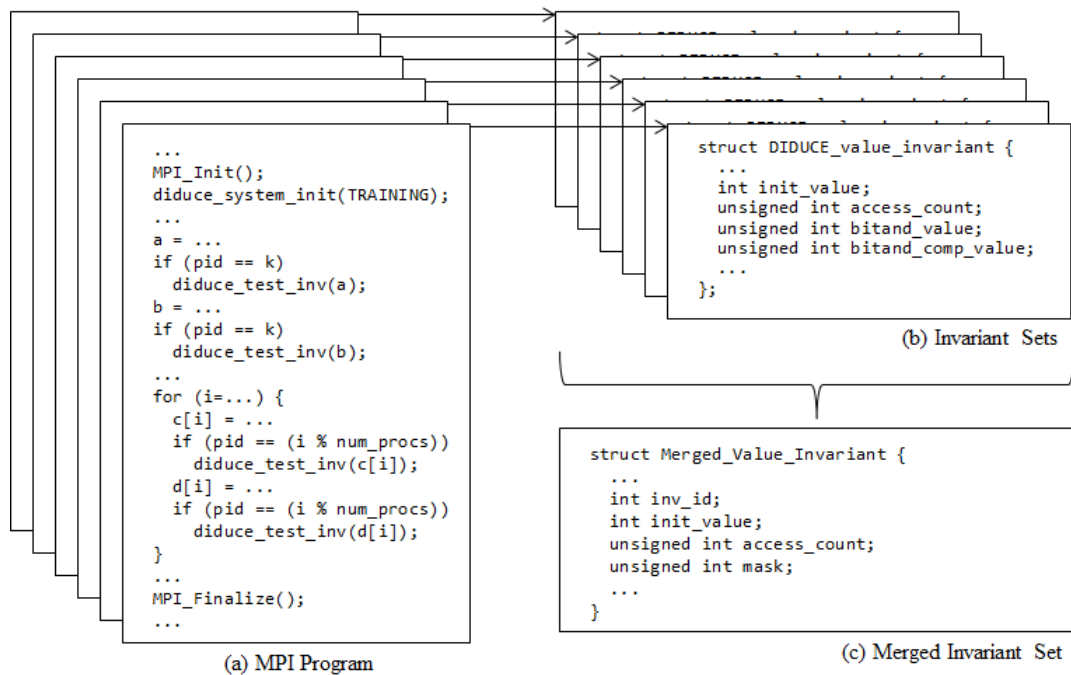 ...
MPI_Init();
diduce_system_init(TRAINING);
...
a = ...
if (pid == k)
diduce_test_inv(a);
b = ...
if (pid == k)
diduce_test_inv(b);
...
for (i=...) {
c[i] = ...
if (pid == (i % num_procs))
diduce_test_inv(c[i]);
d[i] = ...
if (pid == (i % num_procs))
diduce_test_inv(d[i]);
}
...
MPI_Finalize();
...
(a) MPI Program
struct DIDUCE_value_invariant {
...
int init_value;
unsigned int access_count;
unsigned int bitand_value;
unsigned int bitand_comp_value;
...
};
(b) Invariant Sets
struct Merged_Value_Invariant {
...
int inv_id;
int init_value;
unsigned int access_count;
unsigned int mask;
...
}
(c) Merged Invariant Set